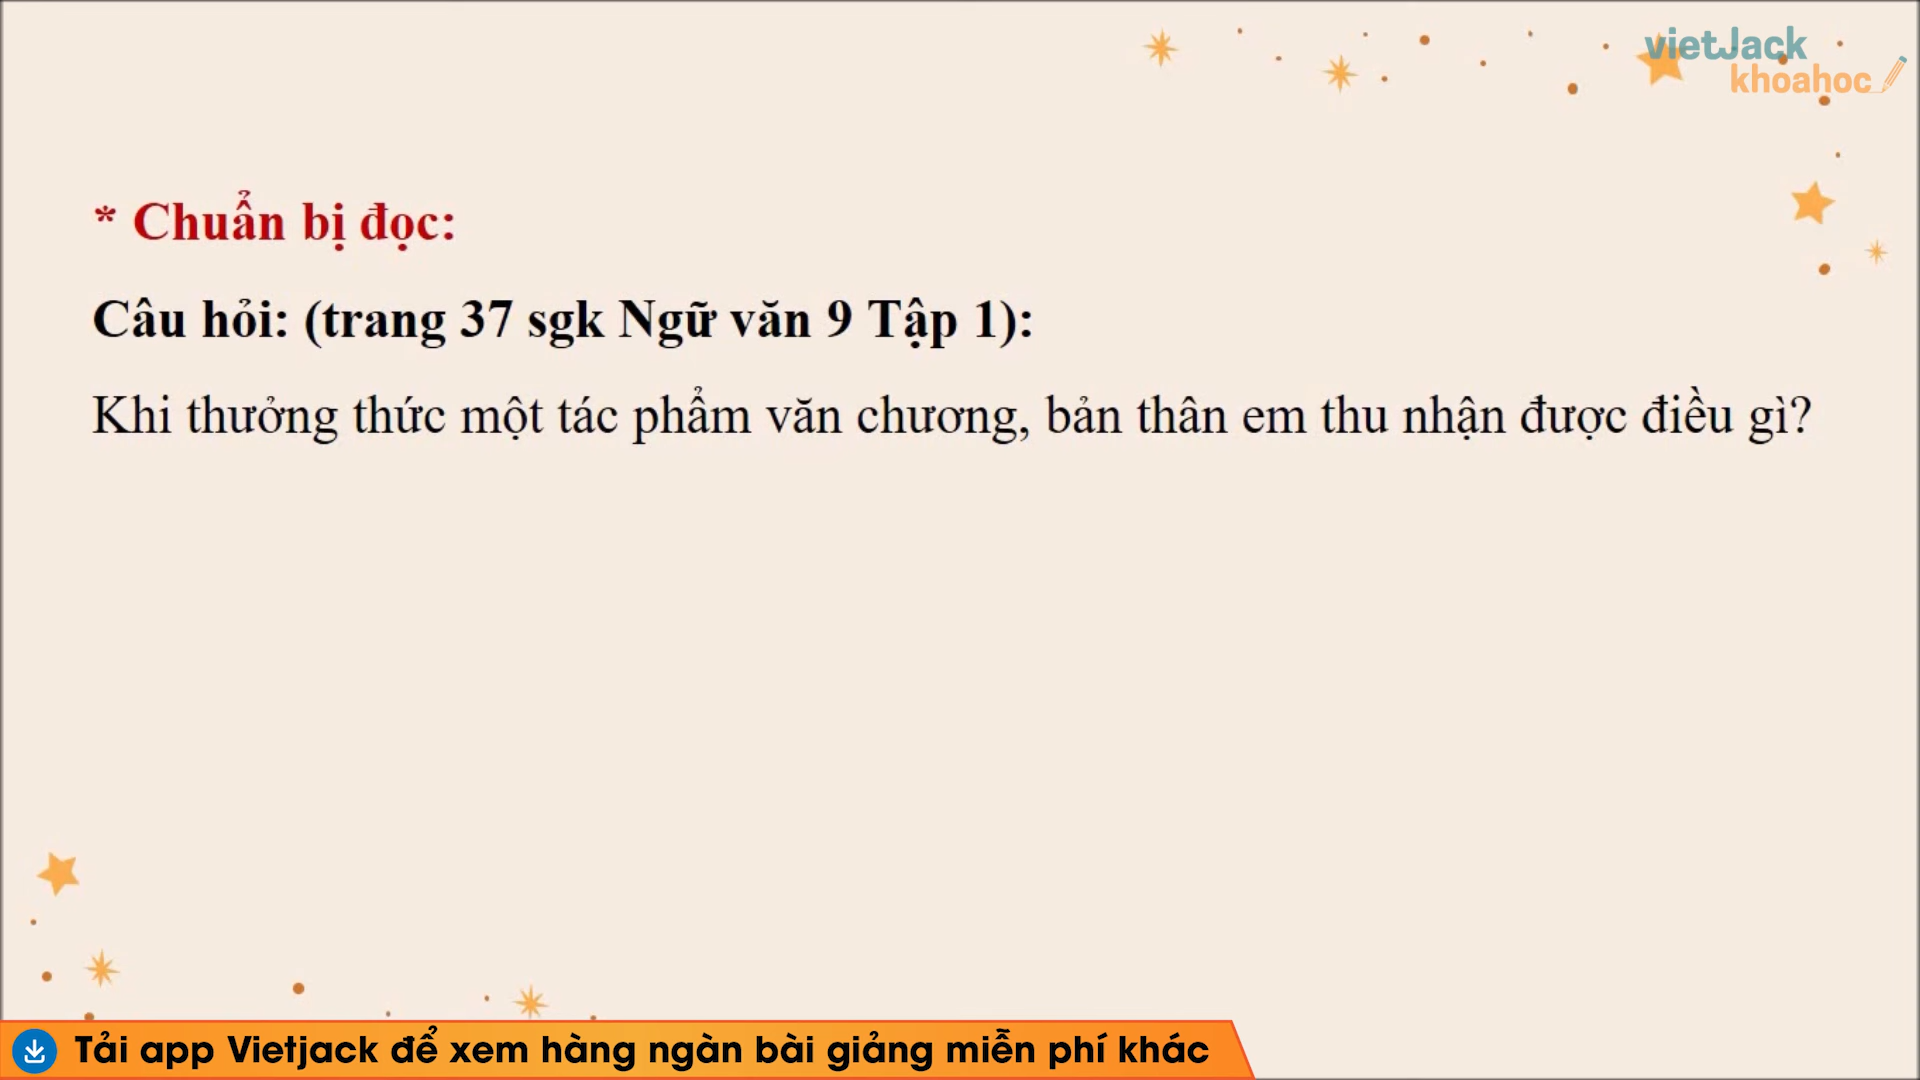 vietJack
khoahoc
* Chuẩn bị đọc:
Câu hỏi: (trang 37 sgk Ngữ văn 9 Tập 1):
Khi thưởng thức một tác phẩm văn chương, bản thân em thu nhận được điều gì?
Tải app Vietjack để xem hàng ngàn bài giảng miễn phí khác